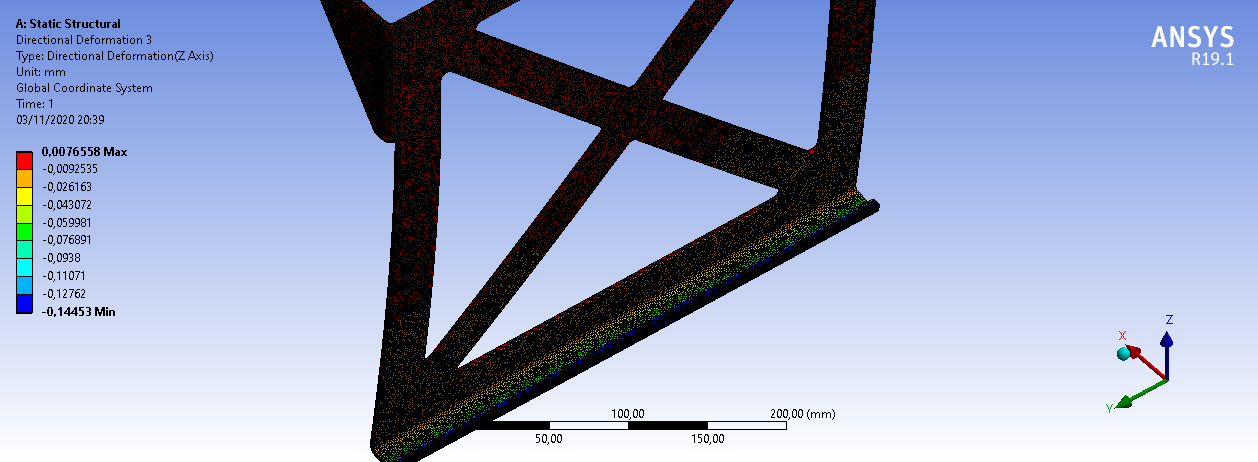 A: Static Structural
Directional Deformation 3
Type: Directional Deformation(Z Axis)
Unit: mm
Global Coordinate System
Time: 1
03/11/2020 20:39
0,0076558 Max
-0,0092535
-0,026163
-0,043072
-0,059981
-0,076891
-0,0938
-0,11071
-0,12762
-0,14453 Min
ANSYS
R19.1
Z
X
Y
100,00
200,00 (mm)
50,00
150,00